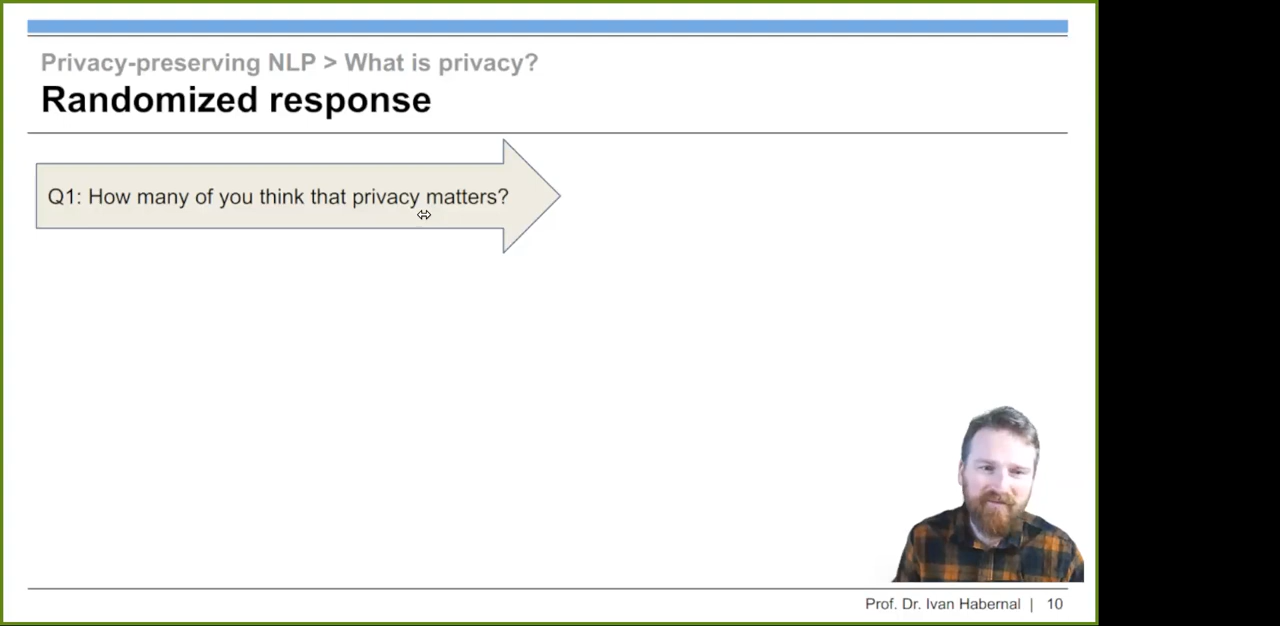 Privacy-preserving NLP > What is privacy?
Randomized response
Q1: How many of you think that privacy matters?
Prof. Dr. Ivan Habernal | 10